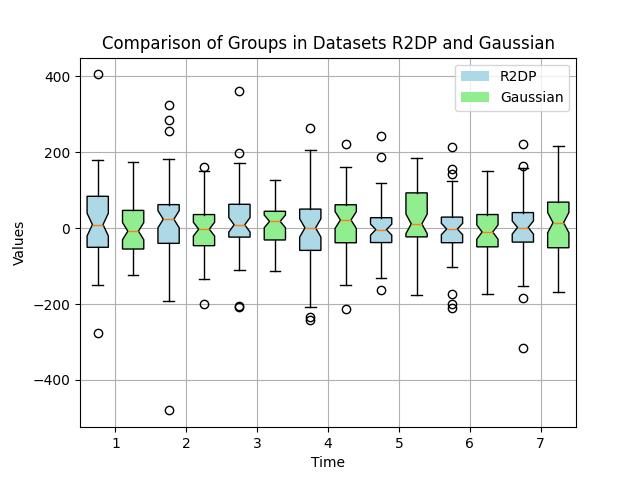 Comparison of Groups in Datasets R2DP and Gaussian
R2DP
Gaussian
400
200
0
−200
−400
Values
1 2 3 4 5 6 7
Time